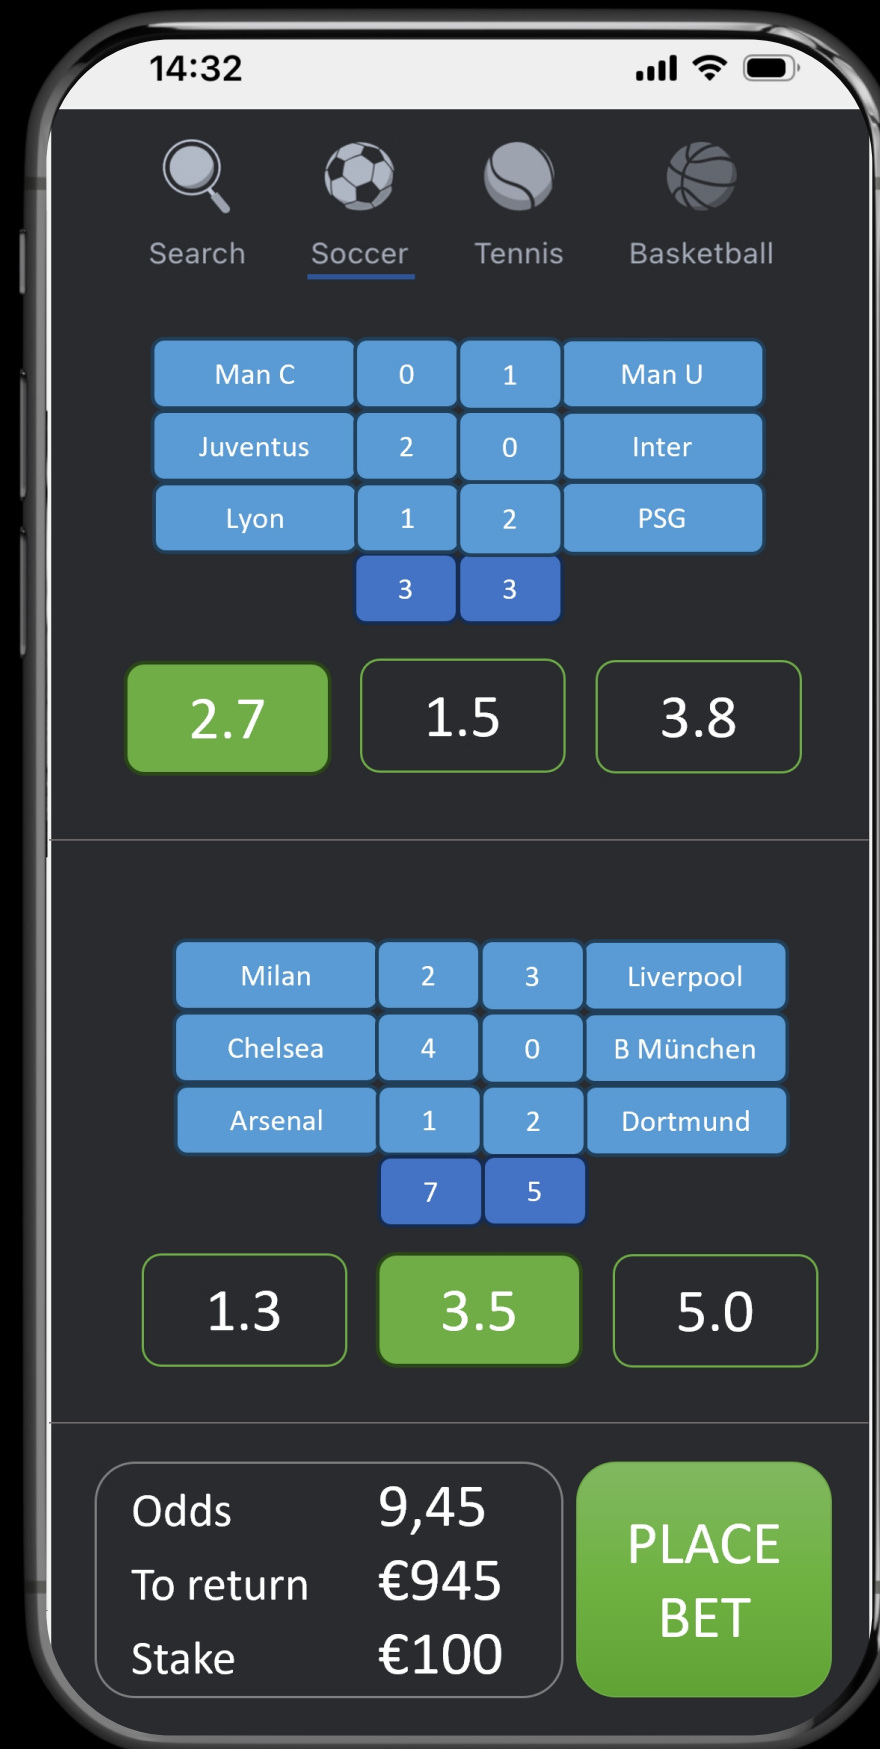 14:32
Search Soccer Tennis Basketball
Man C 0 1 Man U
Juventus 2 0 Inter
Lyon 1 2 PSG
3 3
2.7 1.5 3.8
Milan 2 3 Liverpool
Chelsea 4 0 B München
Arsenal 1 2 Dortmund
7 5
1.3 3.5 5.0
Odds 9,45
To return €945
Stake €100
PLACE
BET